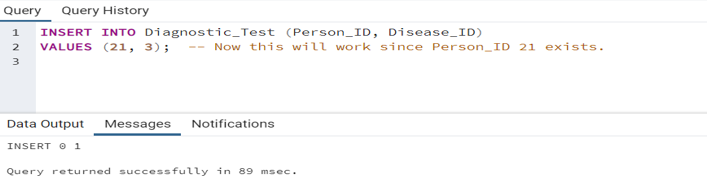 Query Query History
1 INSERT INTO Diagnostic_Test (Person_ID, Disease_ID)
2 VALUES (21, 3);  -- Now this will work since Person_ID 21 exists.
3
Data Output Messages Notifications
INSERT 0 1
Query returned successfully in 89 msec.